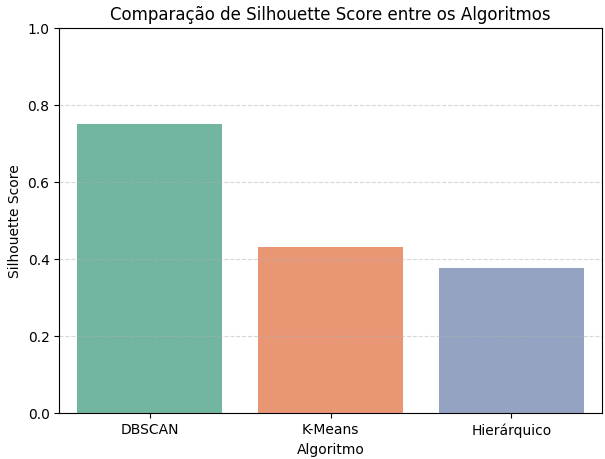 Comparação de Silhouette Score entre os Algoritmos
Silhouette Score
1.0
0.8
0.6
0.4
0.2
0.0
DBSCAN
K-Means
Hierárquico
Algoritmo